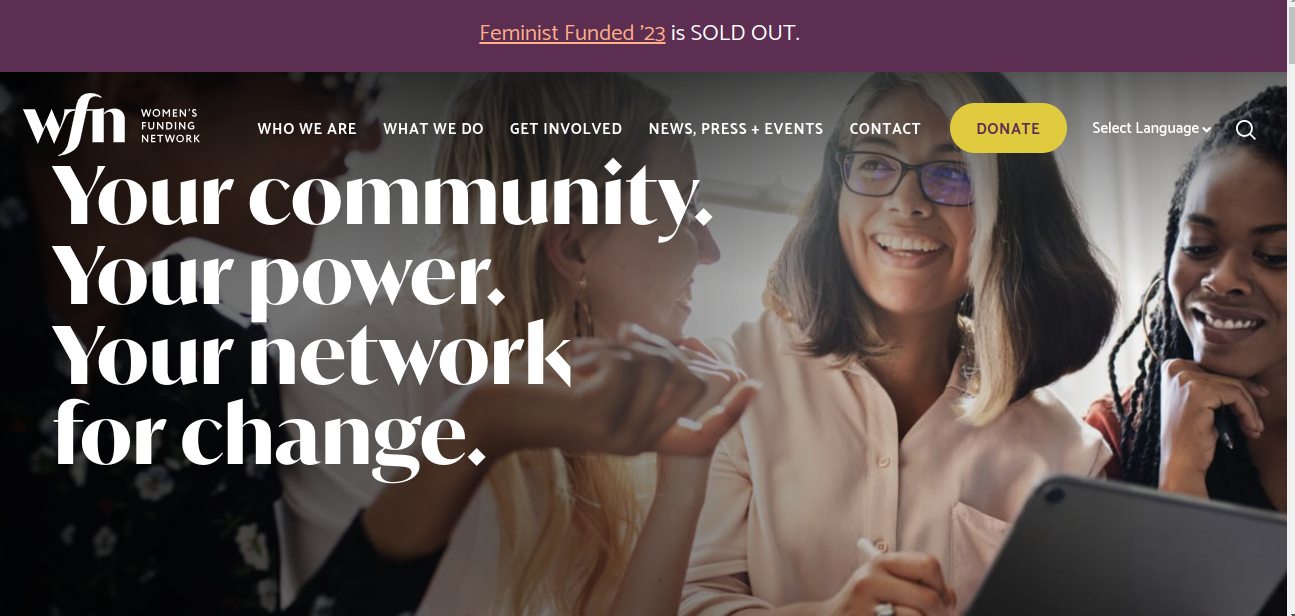 Feminist Funded ’23 is SOLD OUT.
wfn
WOMEN'S
FUNDING
NETWORK
WHO WE ARE
WHAT WE DO
GET INVOLVED
NEWS, PRESS + EVENTS
CONTACT
DONATE
Select Language
Your community.
Your power.
Your network
for change.